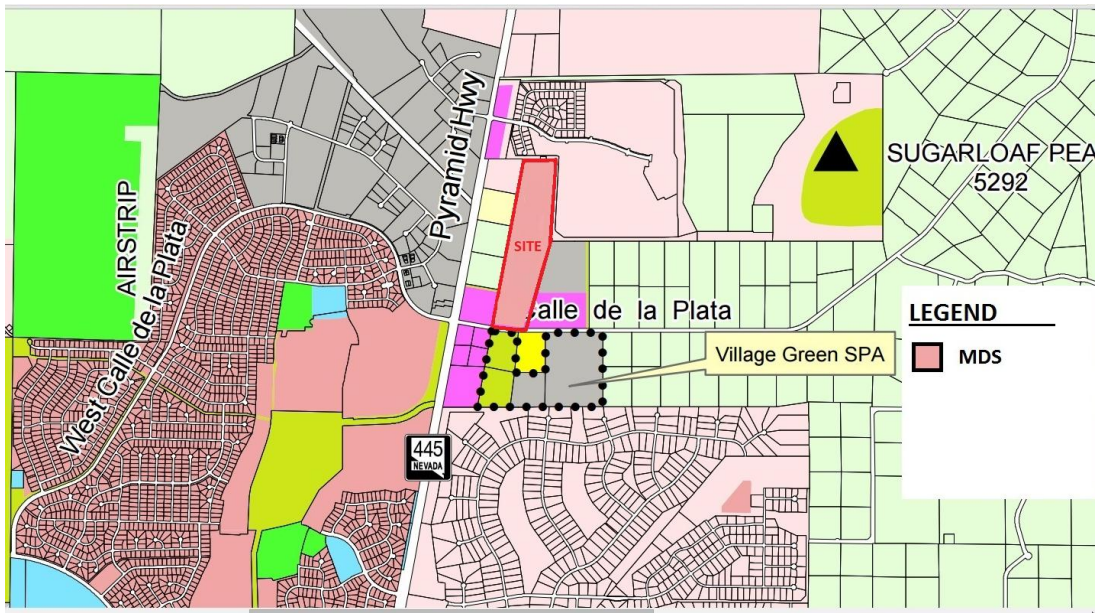 Pyramid Hwy
SUGARLOAF PEA
5292
AIRSTRIP
West Calle de la Plata
SITE
Calle de la Plata
LEGEND
MDS
Village Green SPA
445
NEVADA